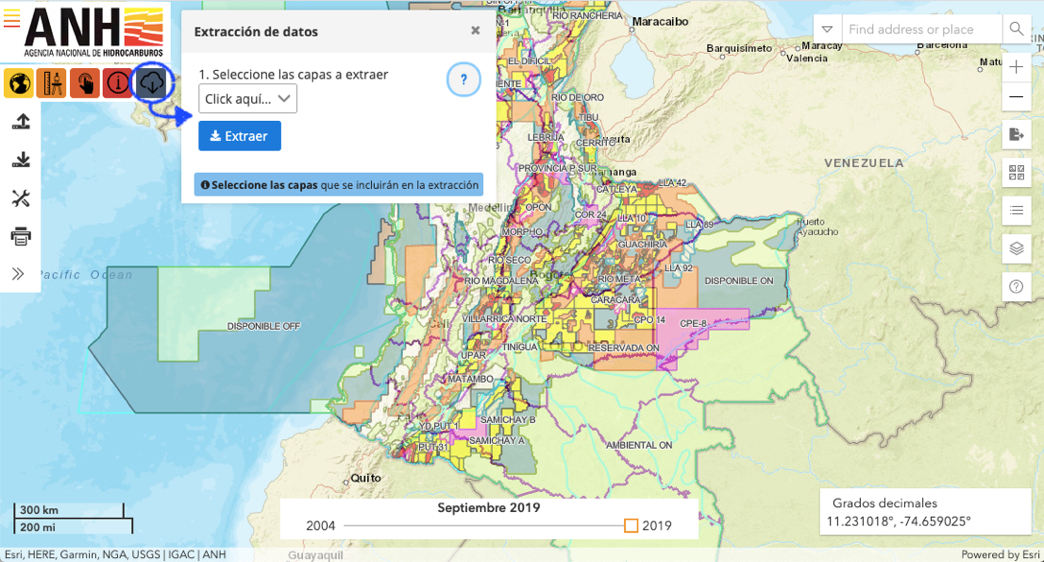 ANH
AGENCIA NACIONAL DE HIDROCARBUROS
Extracción de datos
1. Seleccione las capas a extraer
?
Click aquí...
Extraer
Seleccione las capas que se incluirán en la extracción
Find address or place
RIO RANCHERIA
Maracaibo
Barquisimeto
Maracay
Valencia
Barcelona
EL DIFICIL
RIO DE ORO
TIBU
LEBRIJA
CERRITO
PROVINCIA P SUR
VENEZUELA
CATLEYA
LLA 42
Medellín
OPON
COR 24
LLA 10
LLA 89
Puerto
Ayacucho
MORPHO
GUACHIRIA
RIO SECO
Bogotá
LLA 92
Pacific Ocean
RIO MAGDALENA
RIO META
DISPONIBLE ON
CARACARA
DISPONIBLE OFF
Cali
VILLARRICA NORTE
CPO 14
CPE-8
TINIGUA
RESERVADA ON
UPAR
MATAMBO
YD PUT 1
SAMICHAY B
PUT 31
SAMICHAY A
AMBIENTAL ON
Quito
Septiembre 2019
2004
2019
300 km
200 mi
Grados decimales
11.231018°, -74.659025°
Guayaquil
Esri, HERE, Garmin, NGA, USGS | IGAC | ANH
Powered by Esri